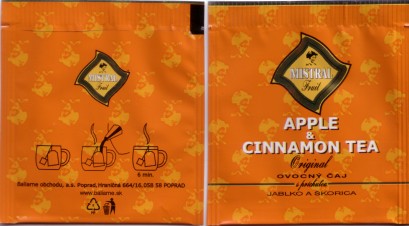 MISTRAL
Fruit
6 min.
Baliarne obchodu, a.s. Poprad, Hraničná 664/16, 058 58 POPRAD
www.baliarne.sk
MISTRAL
Fruit
APPLE
&
CINNAMON TEA
Original
OVOCNÝ ČAJ
s príchuťou
JABLKO A ŠKORICA